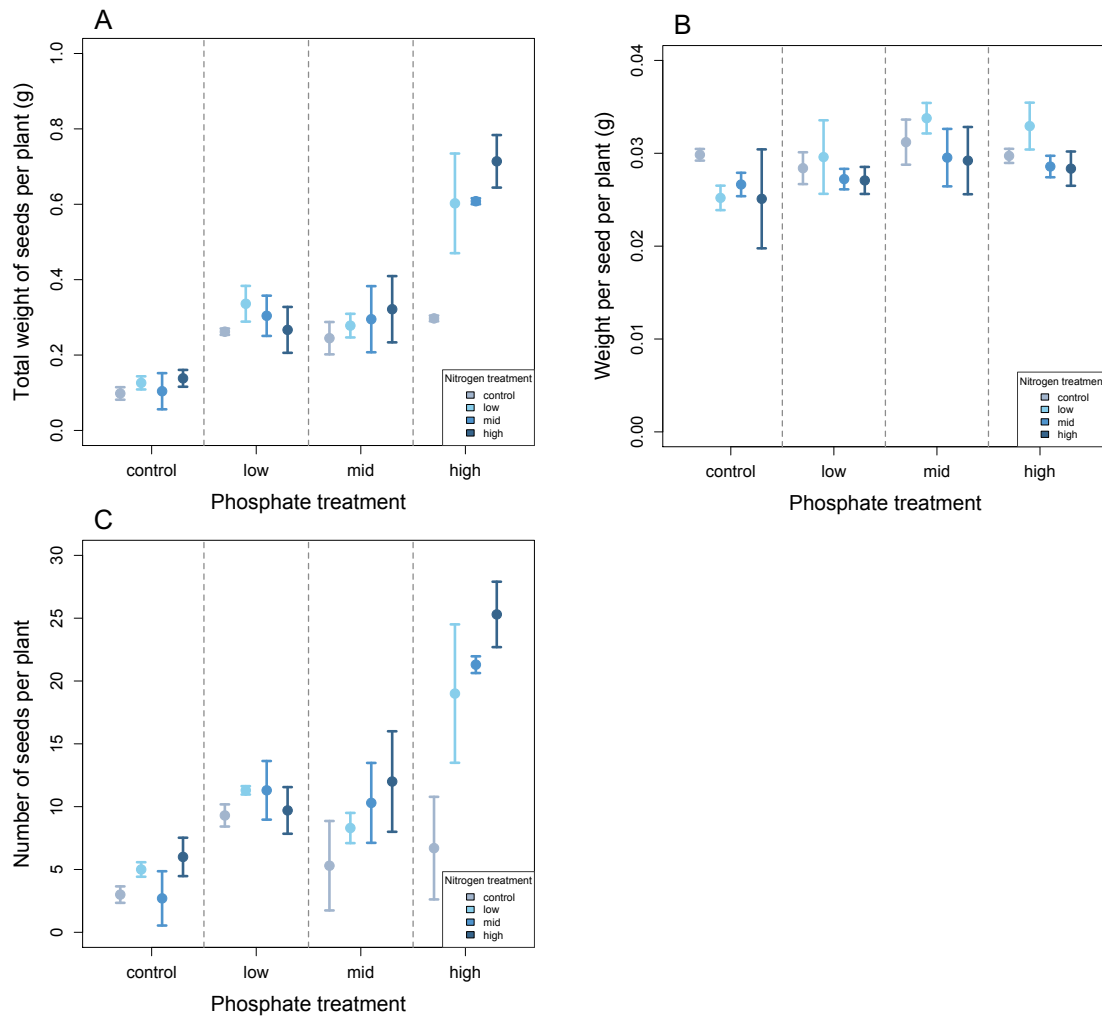 A
Total weight of seeds per plant (g)
1.0
0.8
0.6
0.4
0.2
0.0
Nitrogen treatment
control
low
mid
high
control low mid high
Phosphate treatment
B
Weight per seed per plant (g)
0.04
0.03
0.02
0.01
0.00
Nitrogen treatment
control
low
mid
high
control low mid high
Phosphate treatment
C
Number of seeds per plant
30
25
20
15
10
5
0
Nitrogen treatment
control
low
mid
high
control low mid high
Phosphate treatment